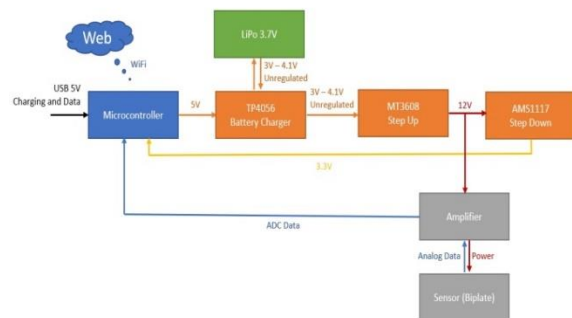 Web
WiFi
LiPo 3.7V
USB 5V
Charging and Data
3V – 4.1V
Unregulated
Microcontroller
5V
TP4056
Battery Charger
3V – 4.1V
Unregulated
MT3608
Step Up
12V
AMS1117
Step Down
3.3V
Amplifier
ADC Data
Analog Data
Power
Sensor (Biplate)